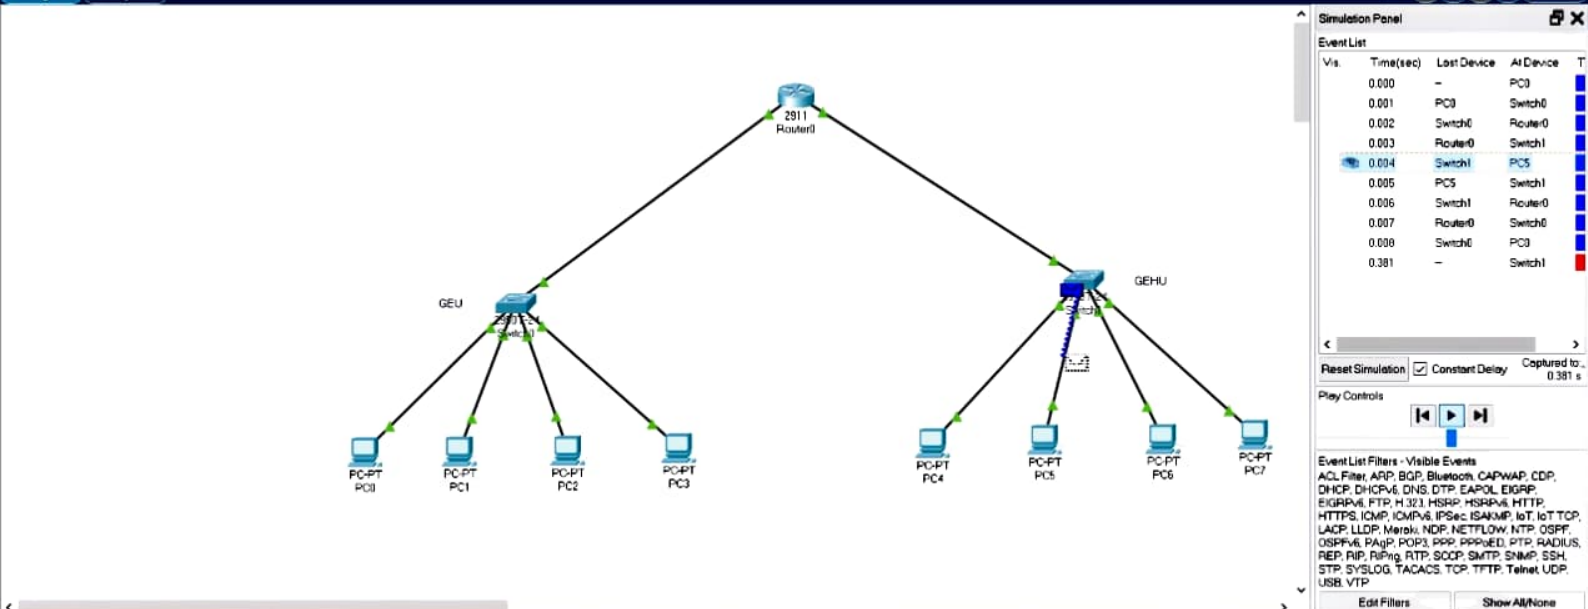 Simulation Panel
Event List
Vis. Time(sec) Last Device At Device T
0.000 – PC0
0.001 PC0 Switch0
0.002 Switch0 Router0
0.003 Router0 Switch1
0.004 Switch1 PC5
0.005 PC5 Switch1
0.006 Switch1 Router0
0.007 Router0 Switch0
0.008 Switch0 PC0
0.381 – Switch1
Reset Simulation Constant Delay Captured to:
0.381 s
Play Controls
Event List Filters - Visible Events
ACL Filter, ARP, BGP, Bluetooth, CAPWAP, CDP,
DHCP, DHCPv6, DNS, DTP, EAPOL, EIGRP,
EIGRPv6, FTP, H.323, HSRP, HSRPv6, HTTP,
HTTPS, ICMP, ICMPv6, IPSec, ISAKMP, IoT, IoT TCP,
LACP, LLDP, Meraki, NDP, NETFLOW, NTP, OSPF,
OSPFv6, PAgP, POP3, PPP, PPPoED, PTP, RADIUS,
REP, RIP, RIPng, RTP, SCCP, SMTP, SNMP, SSH,
STP, SYSLOG, TACACS, TCP, TFTP, Telnet, UDP,
USB, VTP
Edit Filters Show All/None
2911
Router0
GEU
Switch0
GEHU
PC-PT
PC0
PC-PT
PC1
PC-PT
PC2
PC-PT
PC3
PC-PT
PC4
PC-PT
PC5
PC-PT
PC6
PC-PT
PC7